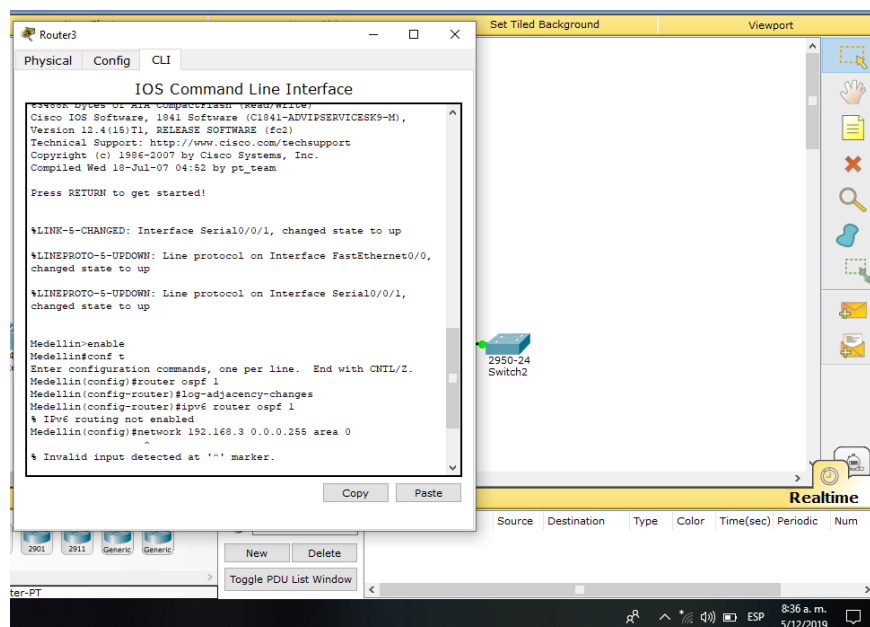 Set Tiled Background
Viewport
Router3
Physical Config CLI
IOS Command Line Interface
63488K bytes of ATA CompactFlash (Read/Write)
Cisco IOS Software, 1841 Software (C1841-ADVIPSERVICESK9-M),
Version 12.4(15)T1, RELEASE SOFTWARE (fc2)
Technical Support: http://www.cisco.com/techsupport
Copyright (c) 1986-2007 by Cisco Systems, Inc.
Compiled Wed 18-Jul-07 04:52 by pt_team
Press RETURN to get started!
%LINK-5-CHANGED: Interface Serial0/0/1, changed state to up
%LINEPROTO-5-UPDOWN: Line protocol on Interface FastEthernet0/0,
changed state to up
%LINEPROTO-5-UPDOWN: Line protocol on Interface Serial0/0/1,
changed state to up
Medellin>enable
Medellin#conf t
Enter configuration commands, one per line. End with CNTL/Z.
Medellin(config)#router ospf 1
Medellin(config-router)#log-adjacency-changes
Medellin(config-router)#ipv6 router ospf 1
% IPv6 routing not enabled
Medellin(config)#network 192.168.3 0.0.0.255 area 0
^
% Invalid input detected at '^' marker.
Copy Paste
2950-24
Switch2
Realtime
Source Destination Type Color Time(sec) Periodic Num
2901 2911 Generic Generic
New Delete
Toggle PDU List Window
ter-PT
ESP
8:36 a. m.
5/12/2019